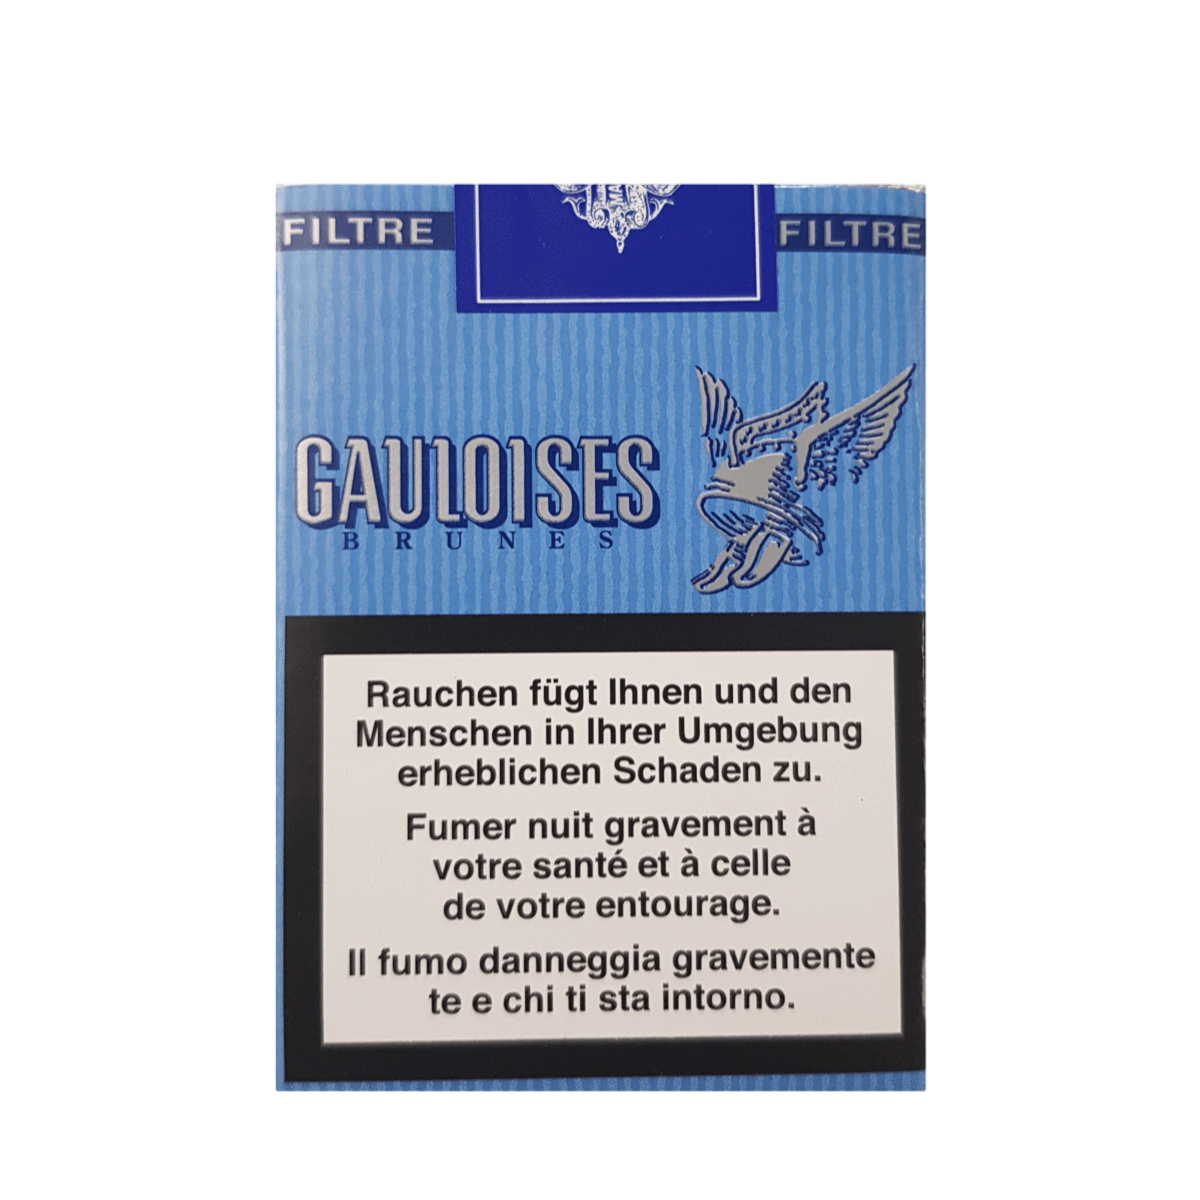 FILTRE FILTRE
GAULOISES
BRUNES
Rauchen fügt Ihnen und den
Menschen in Ihrer Umgebung
erheblichen Schaden zu.
Fumer nuit gravement à
votre santé et à celle
de votre entourage.
Il fumo danneggia gravemente
te e chi ti sta intorno.